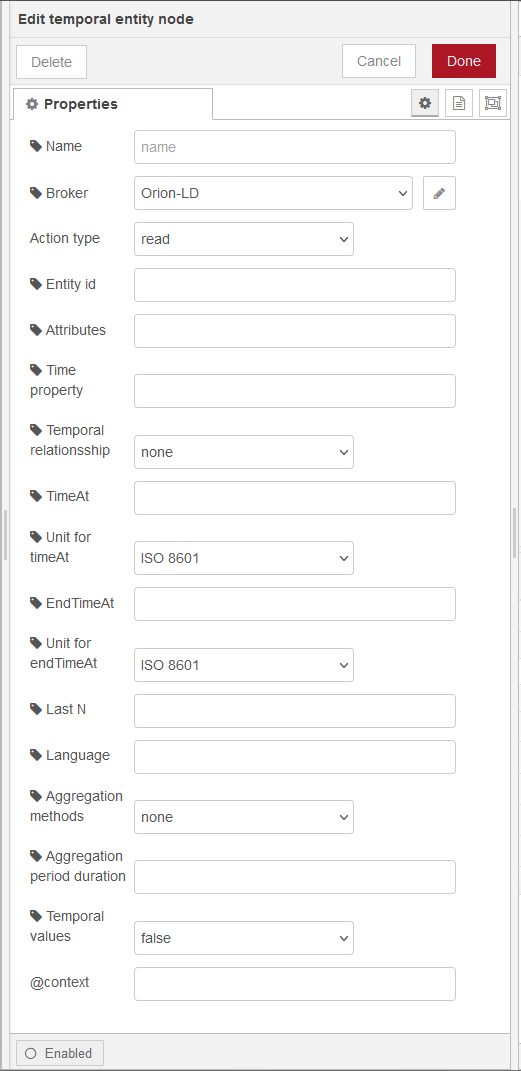 Edit temporal entity node
Delete
Cancel
Done
Properties
Name
name
Broker
Orion-LD
Action type
read
Entity id
Attributes
Time
property
Temporal
relationsship
none
TimeAt
Unit for
timeAt
ISO 8601
EndTimeAt
Unit for
endTimeAt
ISO 8601
Last N
Language
Aggregation
methods
none
Aggregation
period duration
Temporal
values
false
@context
Enabled